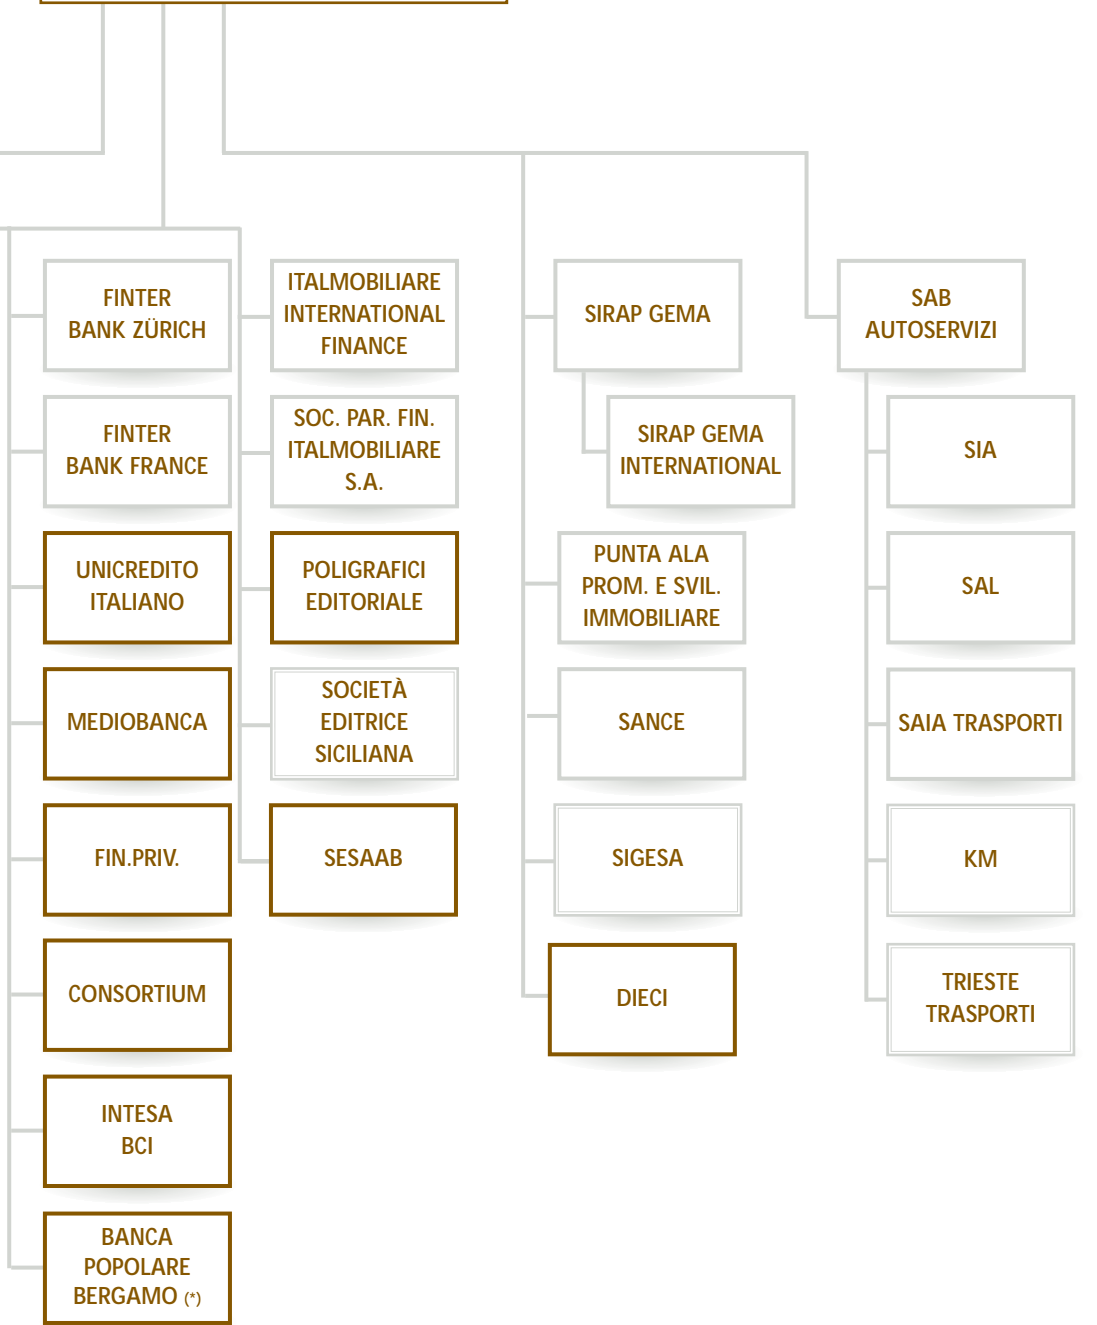 FINTER
BANK ZÜRICH
FINTER
BANK FRANCE
UNICREDITO
ITALIANO
MEDIOBANCA
FIN.PRIV.
CONSORTIUM
INTESA
BCI
BANCA
POPOLARE
BERGAMO (*)
ITALMOBILIARE
INTERNATIONAL
FINANCE
SOC. PAR. FIN.
ITALMOBILIARE
S.A.
POLIGRAFICI
EDITORIALE
SOCIETÀ
EDITRICE
SICILIANA
SESAAB
SIRAP GEMA
SIRAP GEMA
INTERNATIONAL
PUNTA ALA
PROM. E SVIL.
IMMOBILIARE
SANCE
SIGESA
DIECI
SAB
AUTOSERVIZI
SIA
SAL
SAIA TRASPORTI
KM
TRIESTE
TRASPORTI